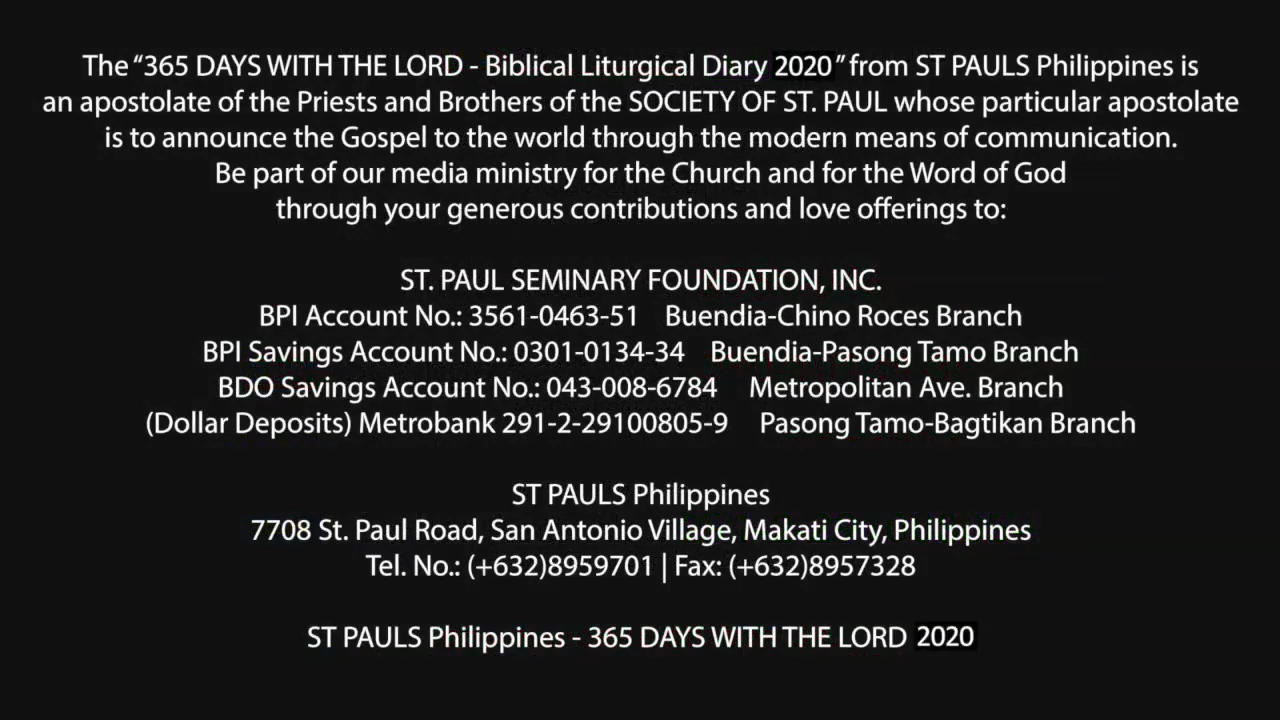 The “365 DAYS WITH THE LORD - Biblical Liturgical Diary 2020” from ST PAULS Philippines is
an apostolate of the Priests and Brothers of the SOCIETY OF ST. PAUL whose particular apostolate
is to announce the Gospel to the world through the modern means of communication.
Be part of our media ministry for the Church and for the Word of God
through your generous contributions and love offerings to:
ST. PAUL SEMINARY FOUNDATION, INC.
BPI Account No.: 3561-0463-51 Buendia-Chino Roces Branch
BPI Savings Account No.: 0301-0134-34 Buendia-Pasong Tamo Branch
BDO Savings Account No.: 043-008-6784 Metropolitan Ave. Branch
(Dollar Deposits) Metrobank 291-2-29100805-9 Pasong Tamo-Bagtikan Branch
ST PAULS Philippines
7708 St. Paul Road, San Antonio Village, Makati City, Philippines
Tel. No.: (+632)8959701 | Fax: (+632)8957328
ST PAULS Philippines - 365 DAYS WITH THE LORD 2020